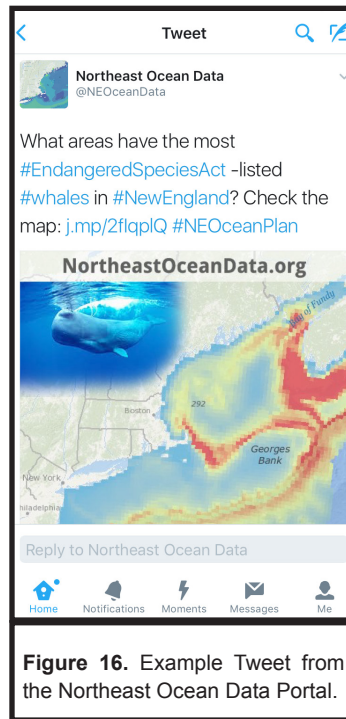 Tweet
Northeast Ocean Data
@NEOceanData
What areas have the most
#EndangeredSpeciesAct -listed
#whales in #NewEngland? Check the
map: j.mp/2flqplQ #NEOceanPlan
NortheastOceanData.org
Bay of Fundy
292
Boston
Georges
Bank
New York
hiladelphia
Reply to Northeast Ocean Data
Home Notifications Moments Messages Me
Figure 16. Example Tweet from
the Northeast Ocean Data Portal.